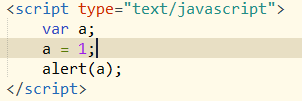 <script type="text/javascript">
    var a;
    a = 1;
    alert(a);
</script>